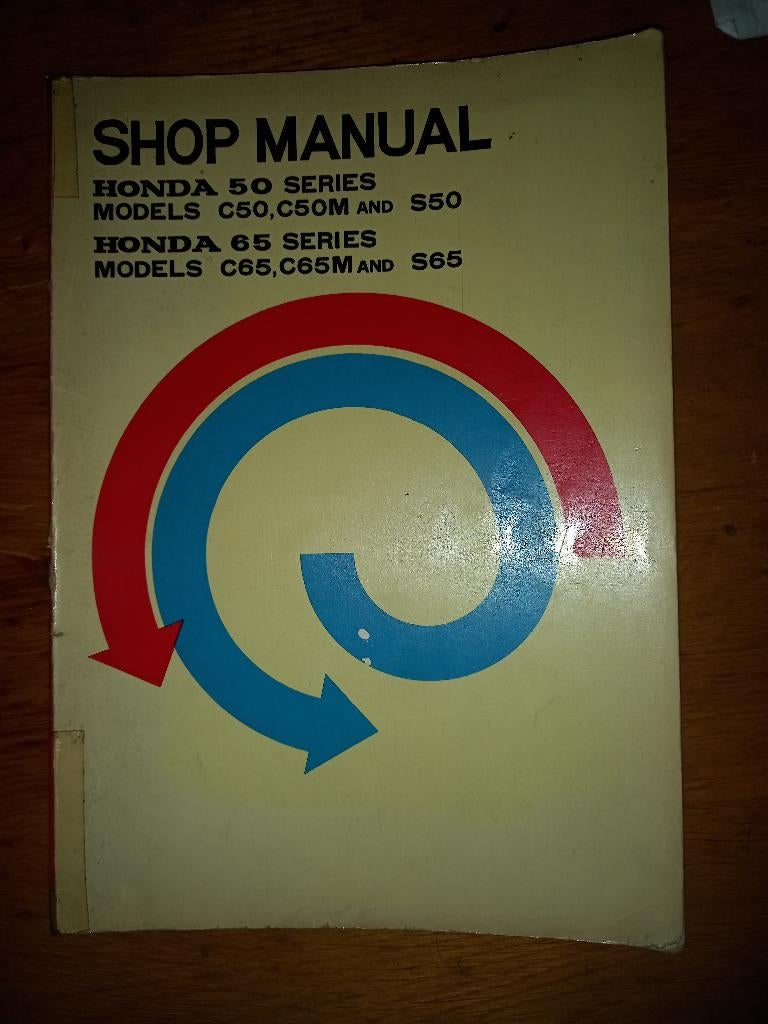 SHOP MANUAL
HONDA 50 SERIES
MODELS C50,C50M AND S50
HONDA 65 SERIES
MODELS C65,C65M AND S65